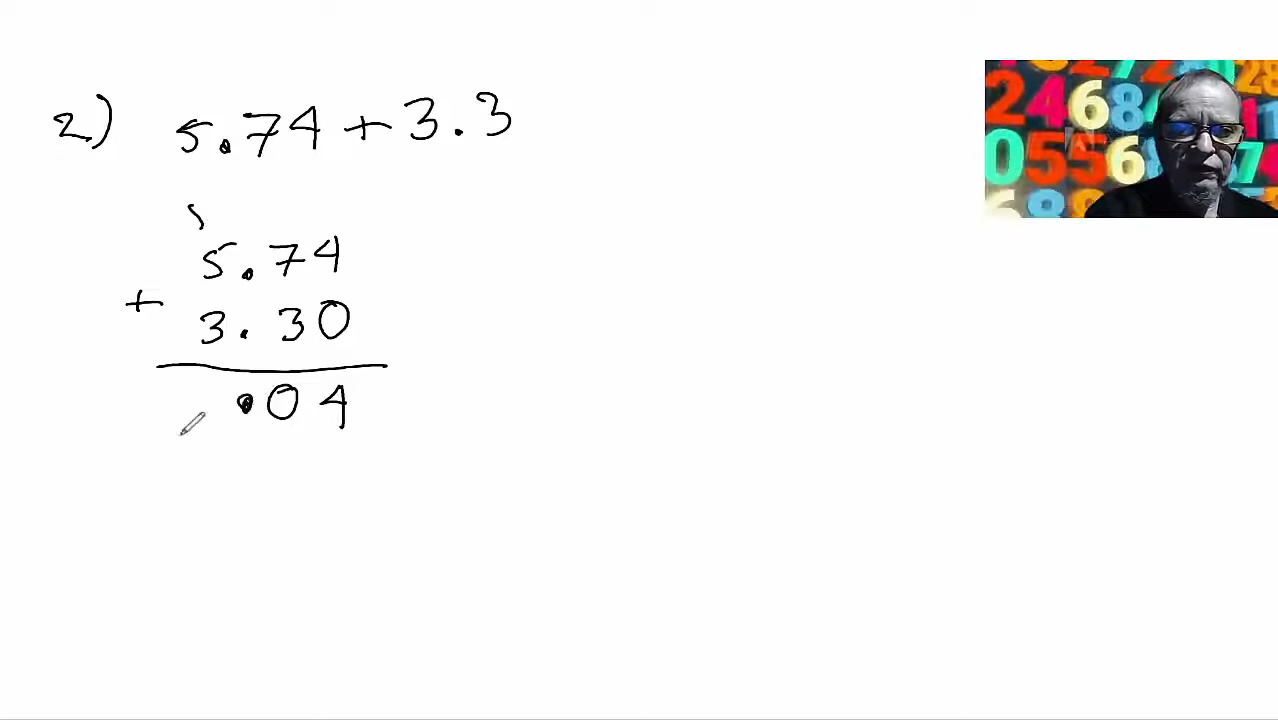 2) 5.74 + 3.3
1
5.74
+ 3.30
.04